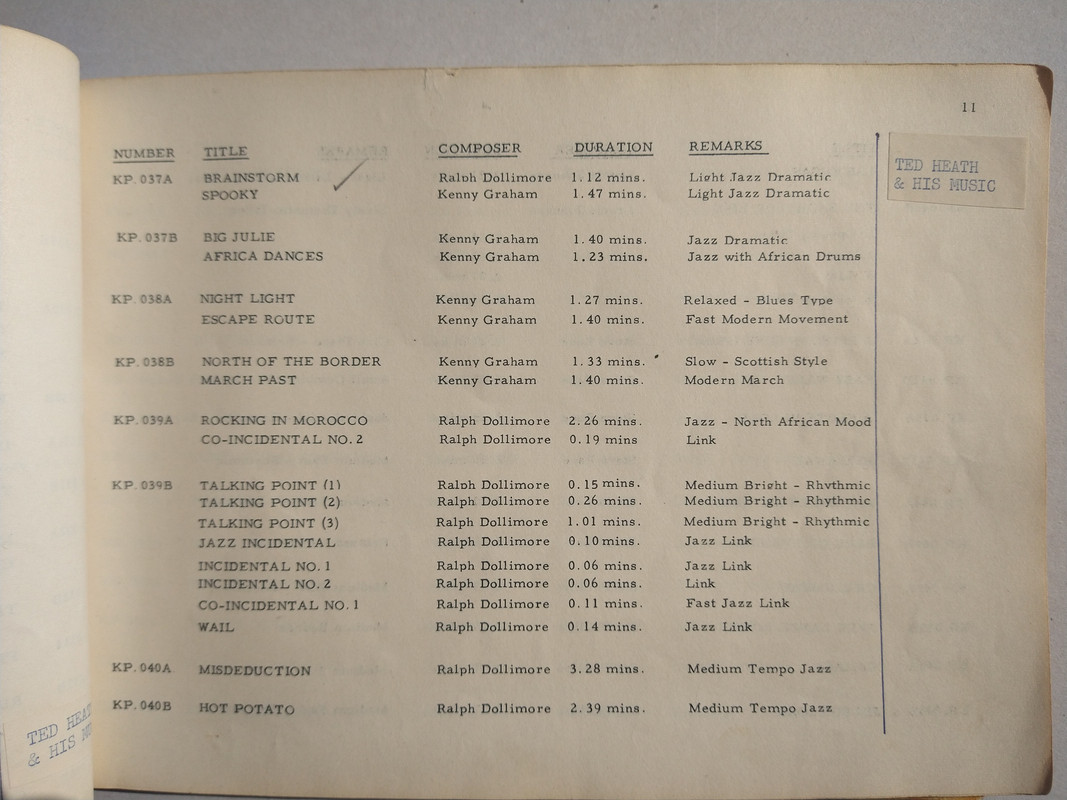 11
NUMBER TITLE COMPOSER DURATION REMARKS
KP. 037A BRAINSTORM Ralph Dollimore 1.12 mins. Light Jazz Dramatic
SPOOKY Kenny Graham 1.47 mins. Light Jazz Dramatic
KP. 037B BIG JULIE Kenny Graham 1.40 mins. Jazz Dramatic
AFRICA DANCES Kenny Graham 1.23 mins. Jazz with African Drums
KP. 038A NIGHT LIGHT Kenny Graham 1.27 mins. Relaxed - Blues Type
ESCAPE ROUTE Kenny Graham 1.40 mins. Fast Modern Movement
KP. 038B NORTH OF THE BORDER Kenny Graham 1.33 mins. Slow - Scottish Style
MARCH PAST Kenny Graham 1.40 mins. Modern March
KP. 039A ROCKING IN MOROCCO Ralph Dollimore 2.26 mins. Jazz - North African Mood
CO-INCIDENTAL NO. 2 Ralph Dollimore 0.19 mins Link
KP. 039B TALKING POINT (1) Ralph Dollimore 0.15 mins. Medium Bright - Rhythmic
TALKING POINT (2) Ralph Dollimore 0.26 mins. Medium Bright - Rhythmic
TALKING POINT (3) Ralph Dollimore 1.01 mins. Medium Bright - Rhythmic
JAZZ INCIDENTAL Ralph Dollimore 0.10 mins. Jazz Link
INCIDENTAL NO. 1 Ralph Dollimore 0.06 mins. Jazz Link
INCIDENTAL NO. 2 Ralph Dollimore 0.06 mins. Link
CO-INCIDENTAL NO. 1 Ralph Dollimore 0.11 mins. Fast Jazz Link
WAIL Ralph Dollimore 0.14 mins. Jazz Link
KP. 040A MISDEDUCTION Ralph Dollimore 3.28 mins. Medium Tempo Jazz
KP. 040B HOT POTATO Ralph Dollimore 2.39 mins. Medium Tempo Jazz
TED HEATH
& HIS MUSIC
TED HEA
& HIS